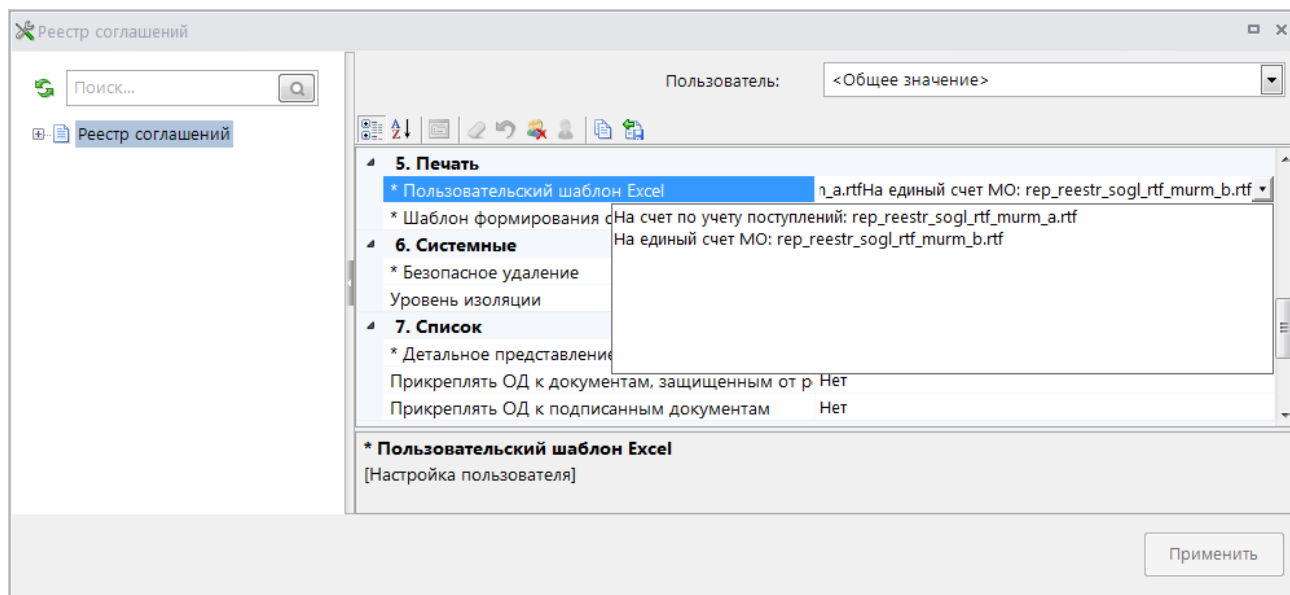 Реестр соглашений
Поиск...
Реестр соглашений
Пользователь:
<Общее значение>
5. Печать
* Пользовательский шаблон Excel
_a.rtfНа единый счет МО: rep_reestr_sogl_rtf_murm_b.rtf
* Шаблон формирования
На счет по учету поступлений: rep_reestr_sogl_rtf_murm_a.rtf
На единый счет МО: rep_reestr_sogl_rtf_murm_b.rtf
6. Системные
* Безопасное удаление
Уровень изоляции
7. Список
* Детальное представление
Прикреплять ОД к документам, защищенным от р Нет
Прикреплять ОД к подписанным документам Нет
* Пользовательский шаблон Excel
[Настройка пользователя]
Применить